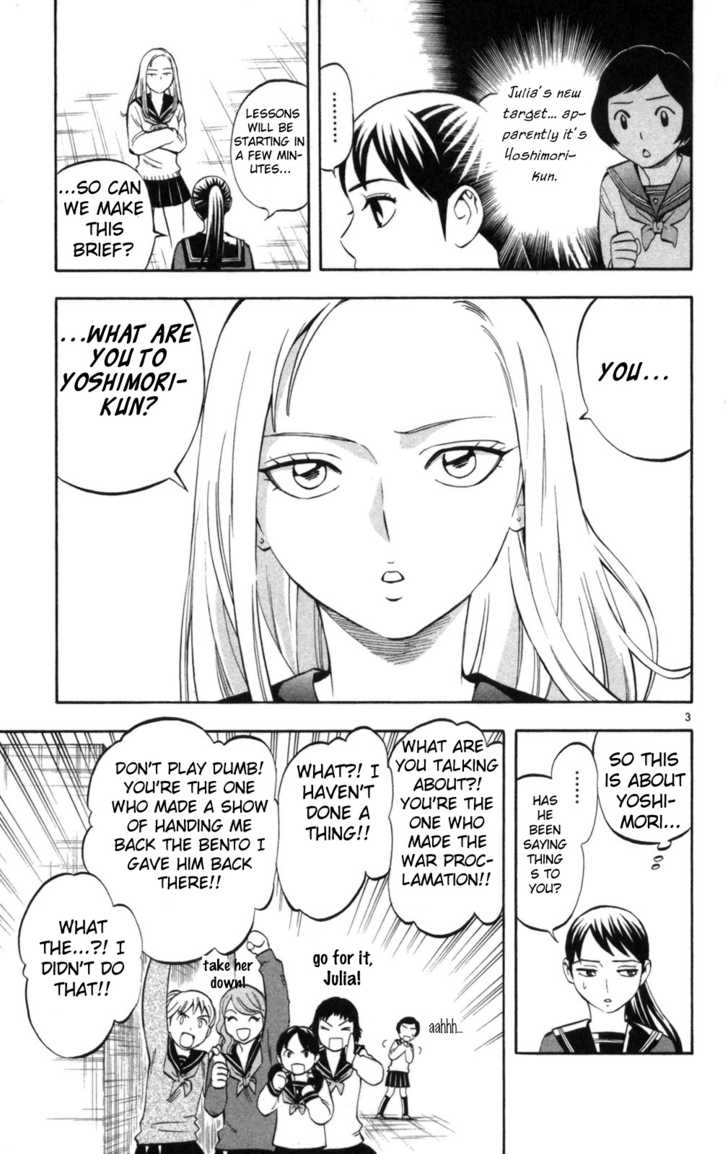 Julia's new
target... ap-
parently it's
Yoshimori-
kun.
.........
LESSONS
WILL BE
STARTING IN
A FEW MIN-
UTES...
...SO CAN
WE MAKE
THIS
BRIEF?
YOU...
...WHAT ARE
YOU TO
YOSHIMORI-
KUN?
3
SO THIS
IS ABOUT
YOSHI-
MORI...
......
HAS
HE
BEEN
SAYING
THING
S TO
YOU?
WHAT ARE
YOU TALKING
ABOUT?!
YOU'RE THE
ONE WHO
MADE THE
WAR PROC-
LAMATION!!
WHAT?! I
HAVEN'T
DONE A
THING!!
DON'T PLAY DUMB!
YOU'RE THE ONE
WHO MADE A SHOW
OF HANDING ME
BACK THE BENTO I
GAVE HIM BACK
THERE!!
WHAT
THE...?! I
DIDN'T DO
THAT!!
aahhh...
go for it,
Julia!
take her
down!